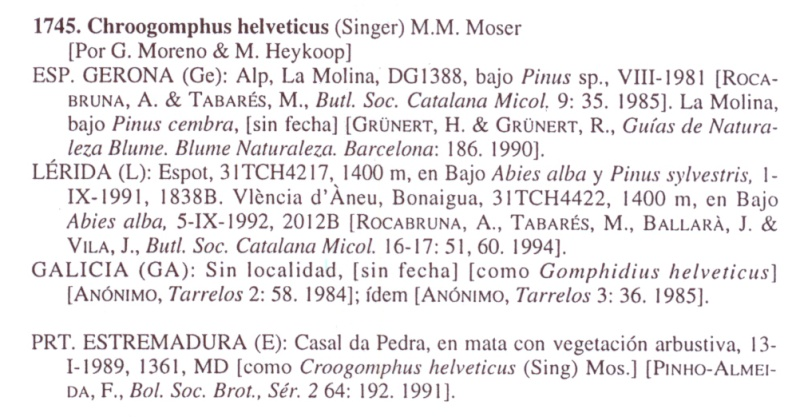 1745. Chroogomphus helveticus (Singer) M.M. Moser
[Por G. Moreno & M. Heykoop]
ESP. GERONA (Ge): Alp, La Molina, DG1388, bajo Pinus sp., VIII-1981 [ROCA-
BRUNA, A. & TABARÉS, M., Butl. Soc. Catalana Micol. 9: 35. 1985]. La Molina,
bajo Pinus cembra, [sin fecha] [GRÜNERT, H. & GRÜNERT, R., Guías de Natura-
leza Blume. Blume Naturaleza. Barcelona: 186. 1990].
LÉRIDA (L): Espot, 31TCH4217, 1400 m, en Bajo Abies alba y Pinus sylvestris, 1-
IX-1991, 1838B. Vlència d'Àneu, Bonaigua, 31TCH4422, 1400 m, en Bajo
Abies alba, 5-IX-1992, 2012B [ROCABRUNA, A., TABARÉS, M., BALLARÀ, J. &
VILA, J., Butl. Soc. Catalana Micol. 16-17: 51, 60. 1994].
GALICIA (GA): Sin localidad, [sin fecha] [como Gomphidius helveticus]
[ANÓNIMO, Tarrelos 2: 58. 1984]; ídem [ANÓNIMO, Tarrelos 3: 36. 1985].
PRT. ESTREMADURA (E): Casal da Pedra, en mata con vegetación arbustiva, 13-
I-1989, 1361, MD [como Croogomphus helveticus (Sing) Mos.] [PINHO-ALMEI-
DA, F., Bol. Soc. Brot., Sér. 2 64: 192. 1991].